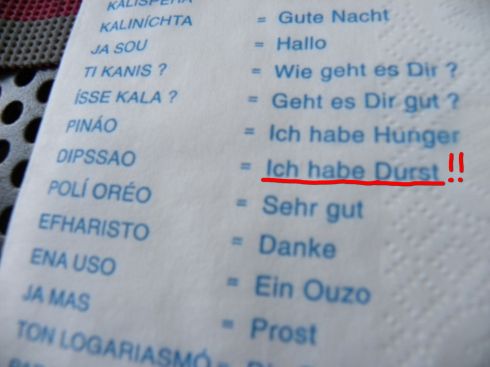 KALISPERA
KALINÍCHTA = Gute Nacht
JA SOU = Hallo
TI KANIS ? = Wie geht es Dir ?
ÍSSE KALA ? = Geht es Dir gut ?
PINÁO = Ich habe Hunger
DIPSSAO = Ich habe Durst !!
POLÍ ORÉO = Sehr gut
EFHARISTO = Danke
ENA USO = Ein Ouzo
JA MAS = Prost
TON LOGARIASMÓ =